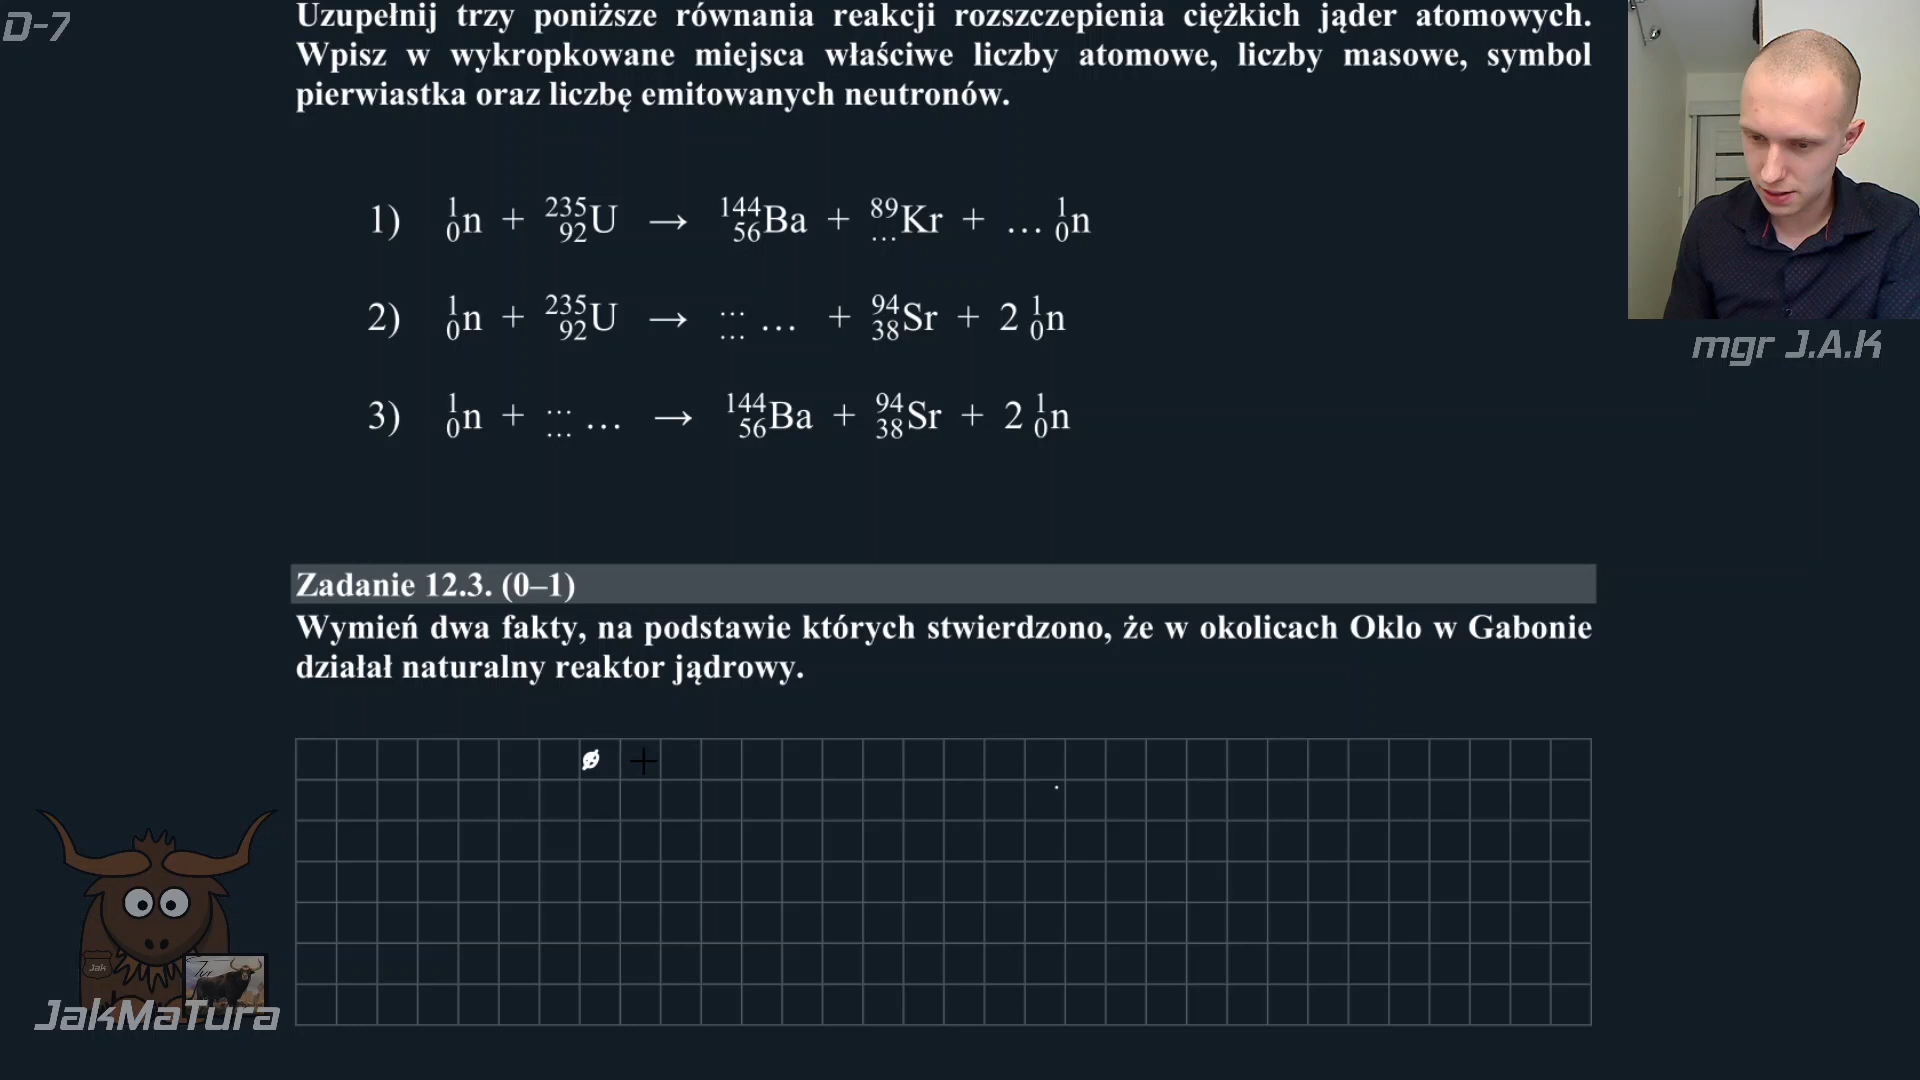 D-7
Uzupełnij trzy poniższe równania reakcji rozszczepienia ciężkich jąder atomowych.
Wpisz w wykropkowane miejsca właściwe liczby atomowe, liczby masowe, symbol
pierwiastka oraz liczbę emitowanych neutronów.
1) ¹₀n + ²³⁵₉₂U → ¹⁴⁴₅₆Ba + ⁸⁹…Kr + … ¹₀n
2) ¹₀n + ²³⁵₉₂U → … … … + ⁹⁴₃₈Sr + 2 ¹₀n
3) ¹₀n + … … … → ¹⁴⁴₅₆Ba + ⁹⁴₃₈Sr + 2 ¹₀n
mgr J.A.K
Zadanie 12.3. (0–1)
Wymień dwa fakty, na podstawie których stwierdzono, że w okolicach Oklo w Gabonie
działał naturalny reaktor jądrowy.
Jak
Tur
JakMaTura